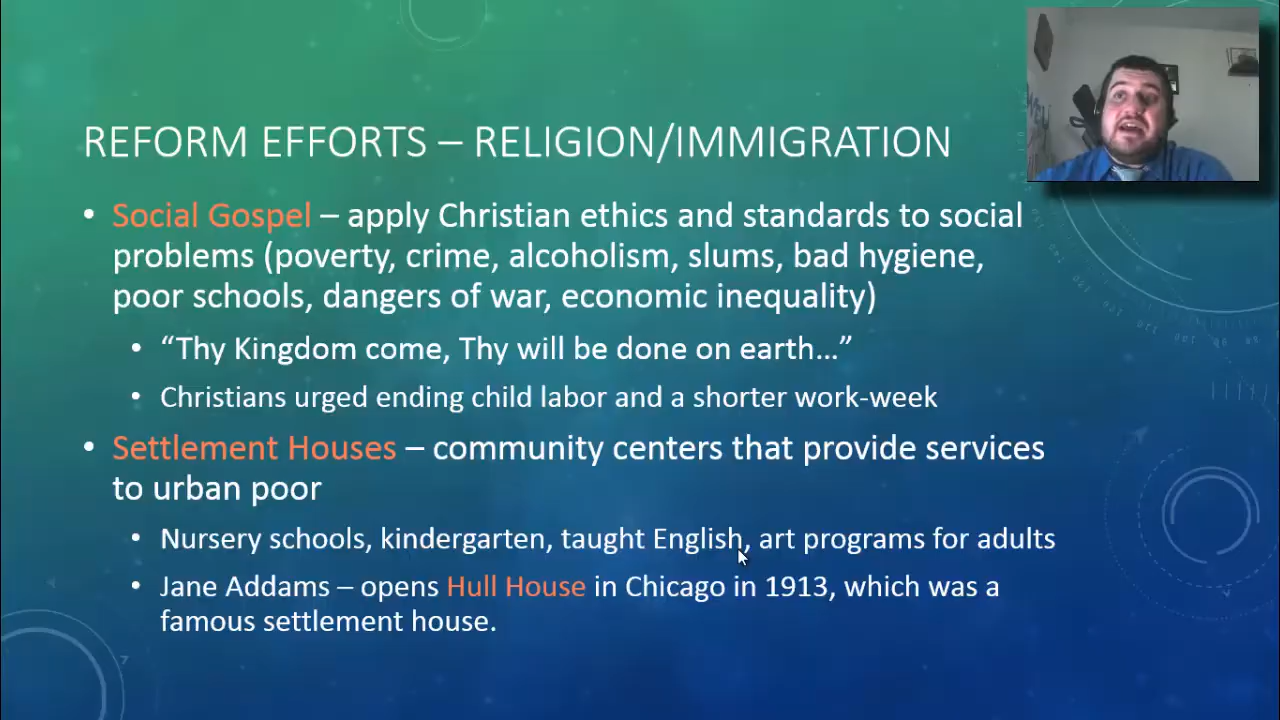 REFORM EFFORTS – RELIGION/IMMIGRATION
• Social Gospel – apply Christian ethics and standards to social
problems (poverty, crime, alcoholism, slums, bad hygiene,
poor schools, dangers of war, economic inequality)
• “Thy Kingdom come, Thy will be done on earth…”
• Christians urged ending child labor and a shorter work-week
• Settlement Houses – community centers that provide services
to urban poor
• Nursery schools, kindergarten, taught English, art programs for adults
• Jane Addams – opens Hull House in Chicago in 1913, which was a
famous settlement house.